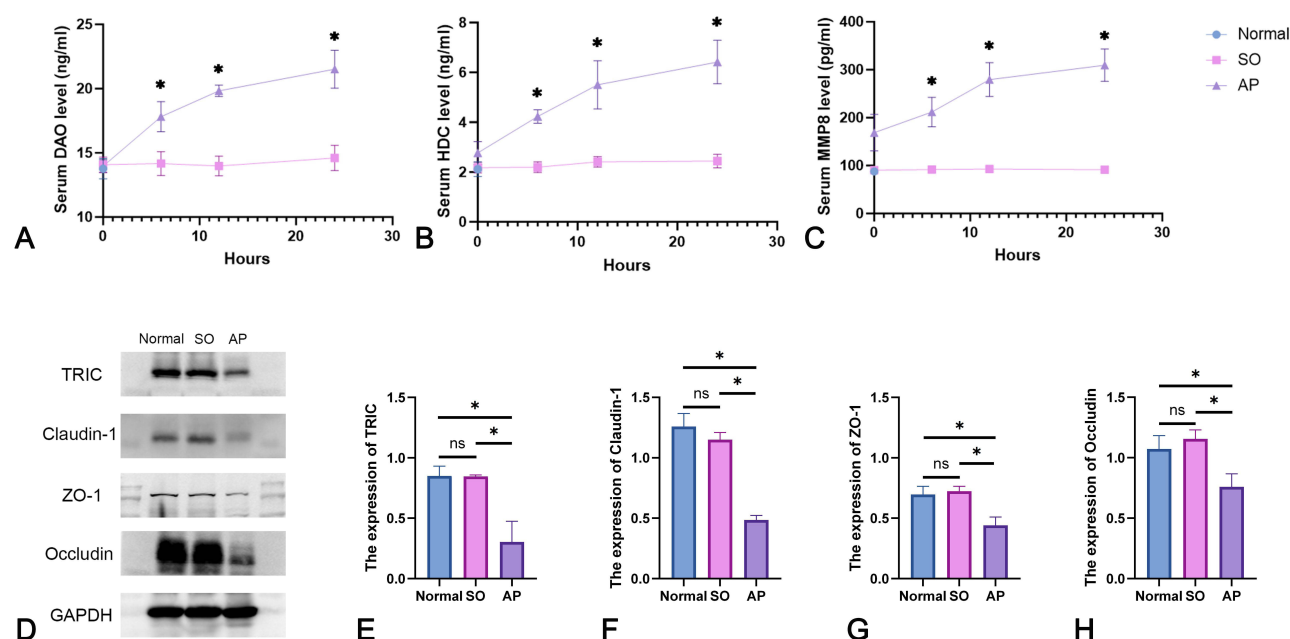 Serum DAO level (ng/ml)
25
20
15
10
0
10
20
30
Hours
A
*
*
*
Serum HDC level (ng/ml)
8
6
4
2
0
0
10
20
30
Hours
B
*
*
*
Serum MMP8 level (pg/ml)
400
300
200
100
0
0
10
20
30
Hours
C
*
*
*
Normal
SO
AP
Normal SO AP
TRIC
Claudin-1
ZO-1
Occludin
GAPDH
D
The expression of TRIC
1.5
1.0
0.5
0.0
*
ns
*
Normal SO AP
E
The expression of Claudin-1
1.5
1.0
0.5
0.0
*
ns
*
Normal SO AP
F
The expression of ZO-1
1.5
1.0
0.5
0.0
*
ns
*
Normal SO AP
G
The expression of Occludin
1.5
1.0
0.5
0.0
*
ns
*
Normal SO AP
H